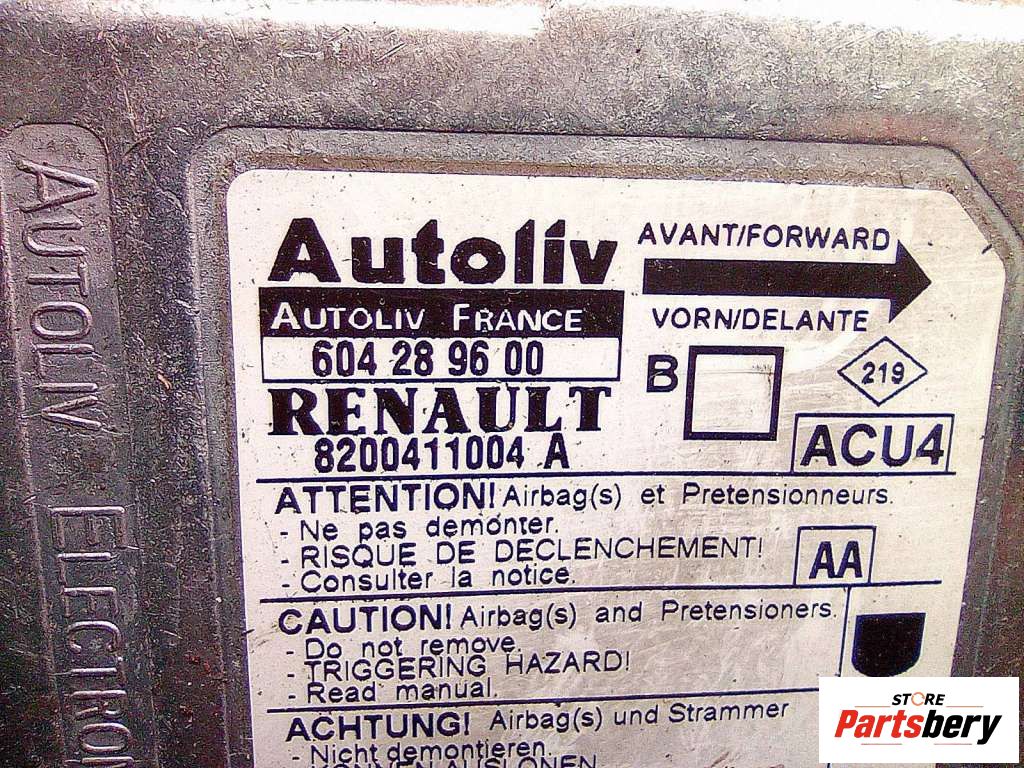 AUTOLIV ELECTRON
Autoliv
AUTOLIV FRANCE
604 28 96 00
RENAULT
8200411004 A
AVANT/FORWARD
VORN/DELANTE
B
219
ACU4
ATTENTION! Airbag(s) et Pretensionneurs.
- Ne pas demonter.
- RISQUE DE DECLENCHEMENT!
- Consulter la notice.
AA
CAUTION! Airbag(s) and Pretensioners.
- Do not remove.
- TRIGGERING HAZARD!
- Read manual.
ACHTUNG! Airbag(s) und Strammer
- Nicht demontieren.
STORE
Partsbery